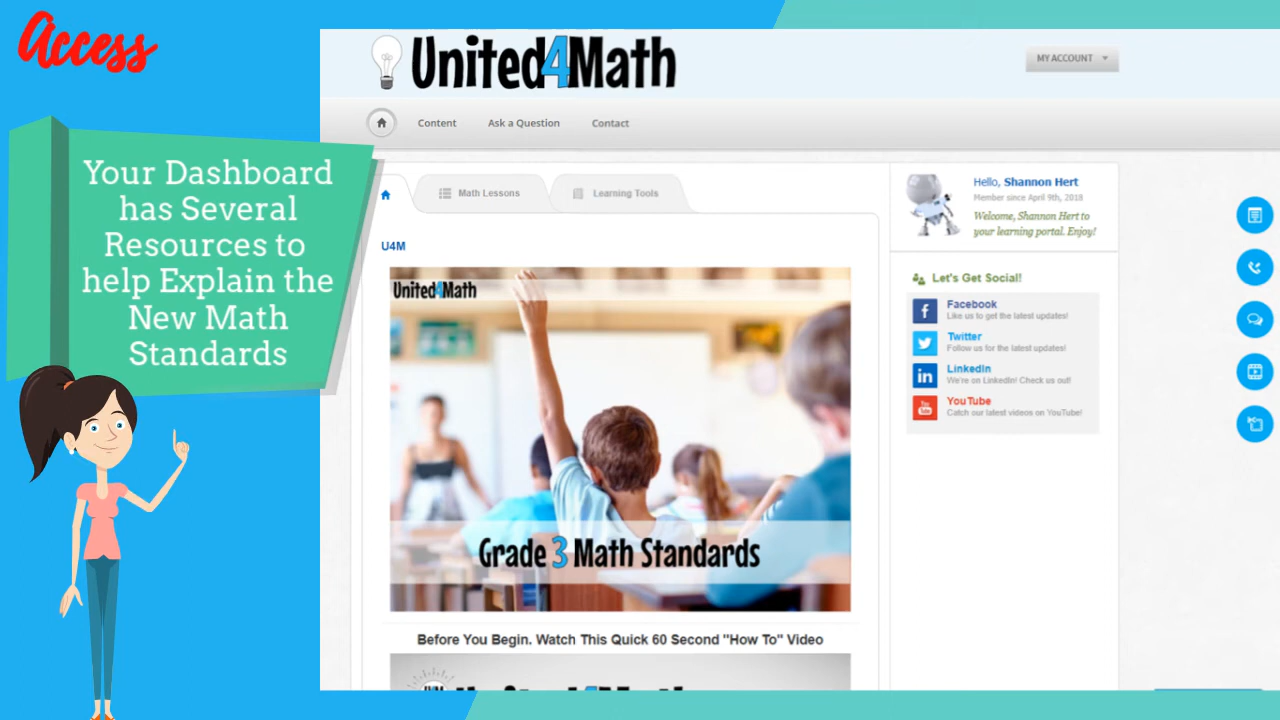 Access
Your Dashboard
has Several
Resources to
help Explain the
New Math
Standards
United4Math
MY ACCOUNT
Content
Ask a Question
Contact
Math Lessons
Learning Tools
U4M
United4Math
Grade 3 Math Standards
Before You Begin. Watch This Quick 60 Second "How To" Video
Hello, Shannon Hert
Member since April 9th, 2018
Welcome, Shannon Hert to
your learning portal. Enjoy!
Let's Get Social!
Facebook
Like us to get the latest updates!
Twitter
Follow us for the latest updates!
LinkedIn
We're on LinkedIn! Check us out!
YouTube
Catch our latest videos on YouTube!